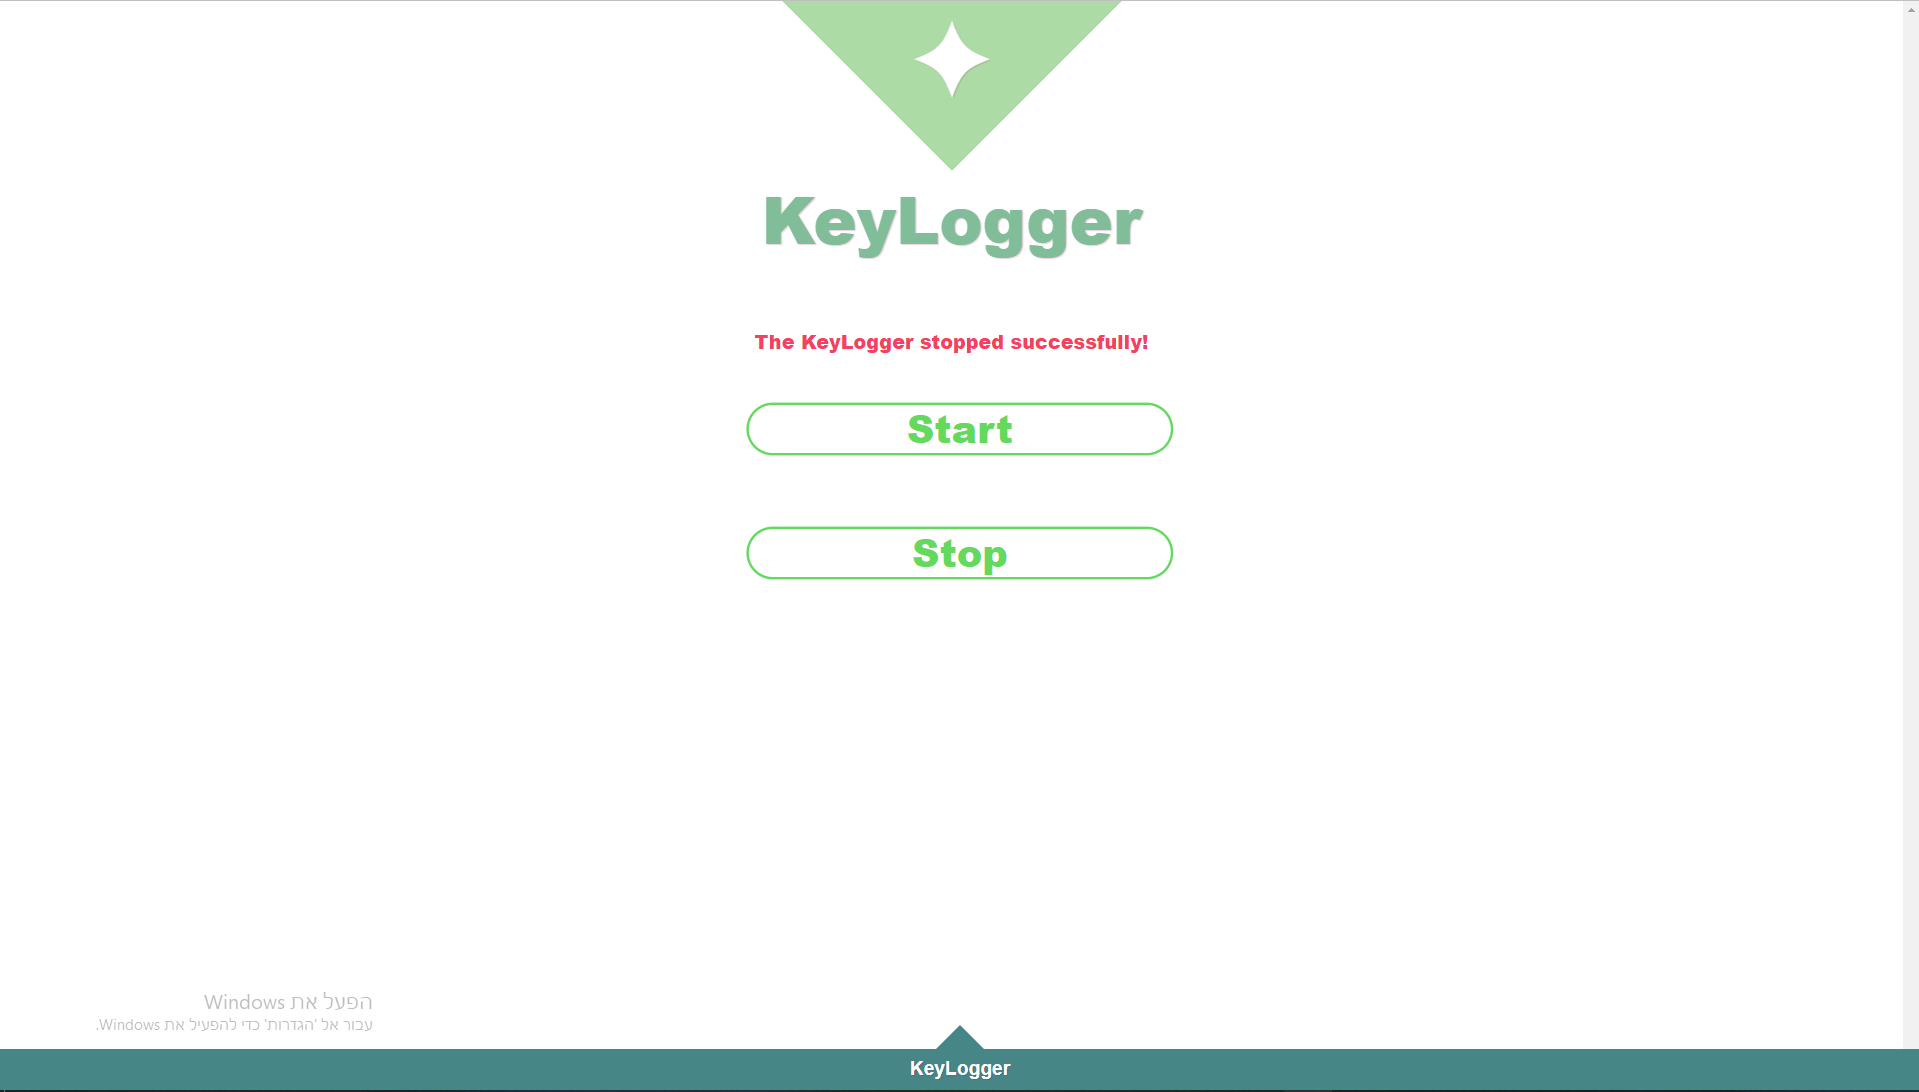 KeyLogger
The KeyLogger stopped successfully!
Start
Stop
הפעל את Windows
עבור אל 'הגדרות' כדי להפעיל את Windows.
KeyLogger